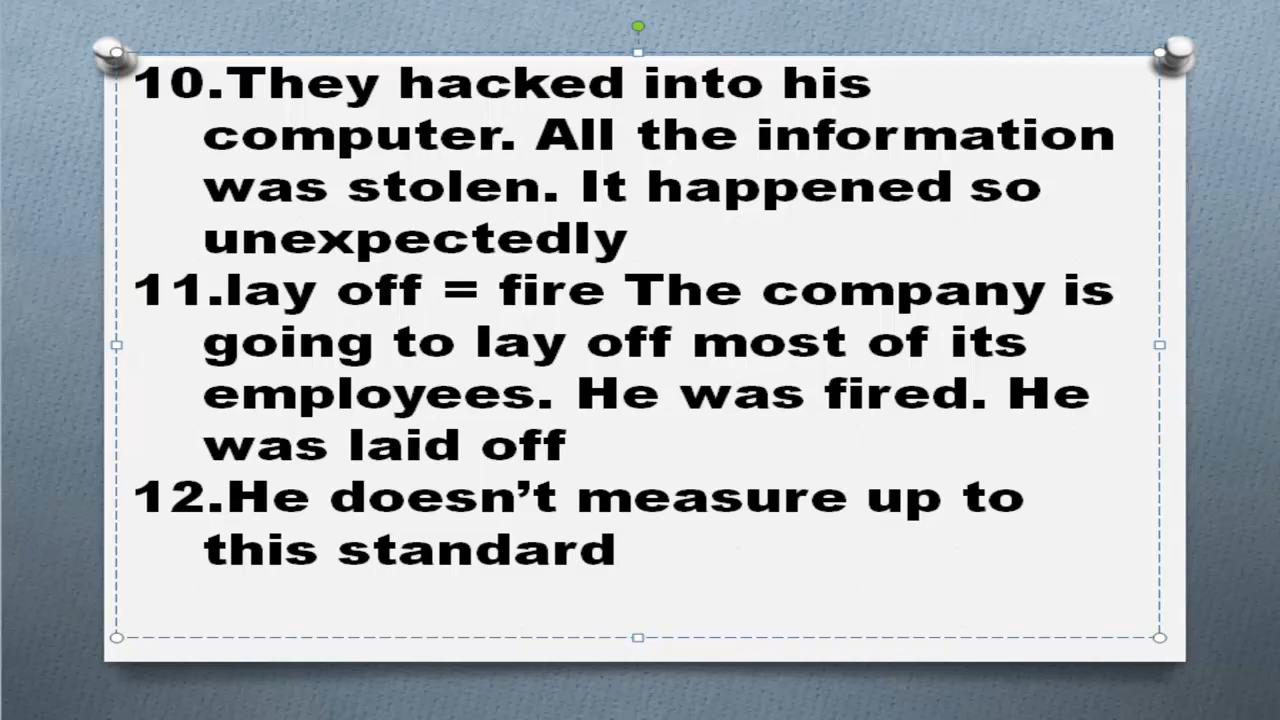 10.They hacked into his
computer. All the information
was stolen. It happened so
unexpectedly
11.lay off = fire The company is
going to lay off most of its
employees. He was fired. He
was laid off
12.He doesn’t measure up to
this standard